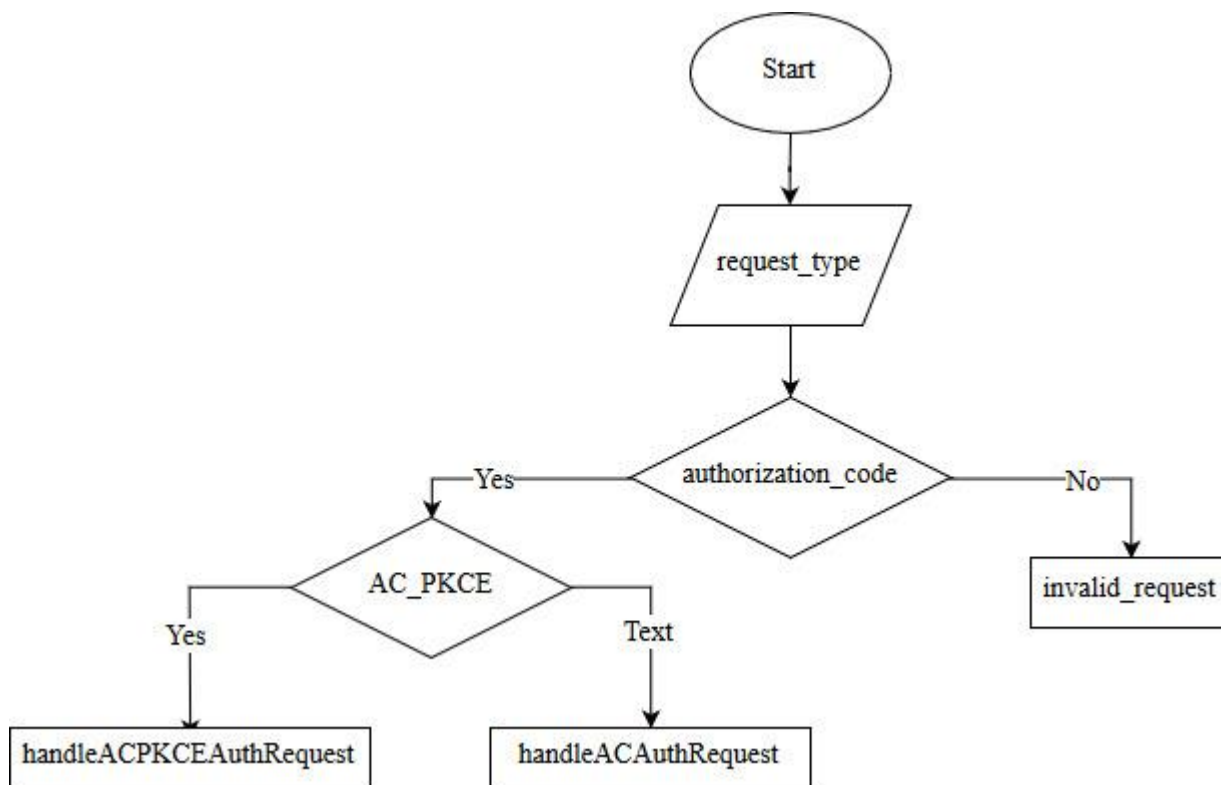 Start
request_type
authorization_code
Yes
No
AC_PKCE
invalid_request
Yes
Text
handleACPKCEAuthRequest
handleACAuthRequest